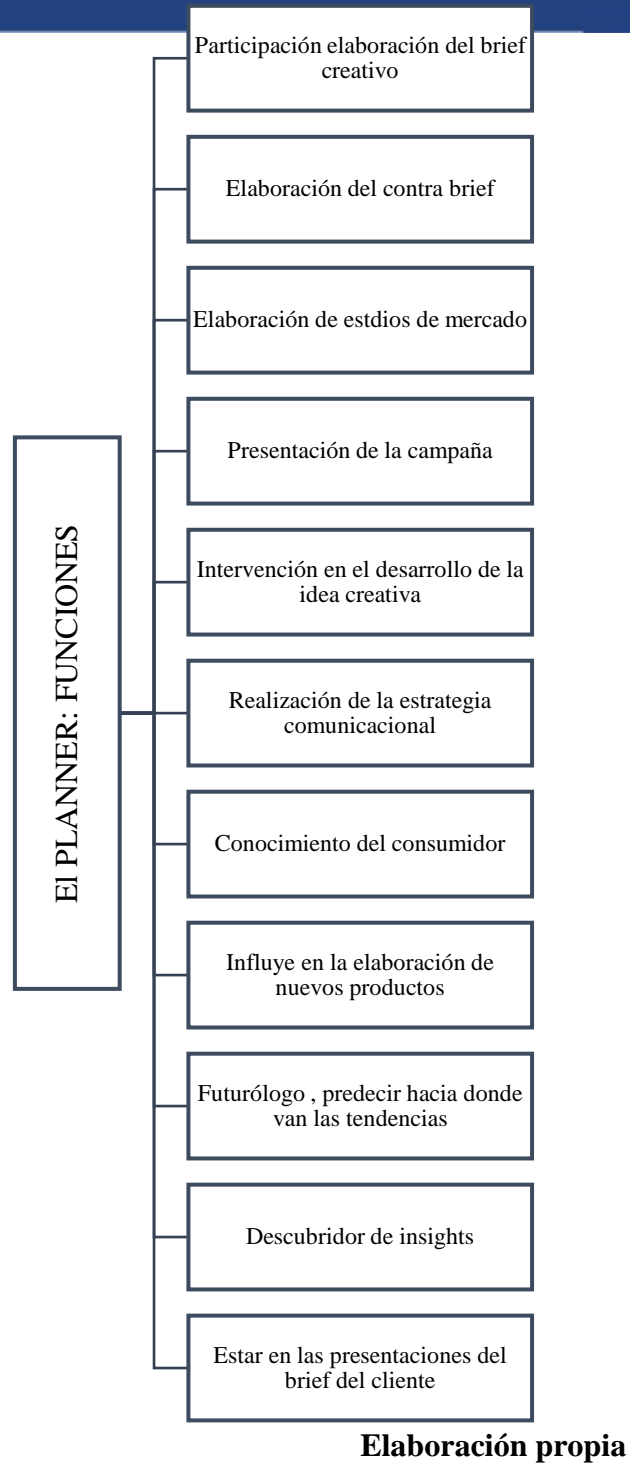 El PLANNER: FUNCIONES
Participación elaboración del brief
creativo
Elaboración del contra brief
Elaboración de estdios de mercado
Presentación de la campaña
Intervención en el desarrollo de la
idea creativa
Realización de la estrategia
comunicacional
Conocimiento del consumidor
Influye en la elaboración de
nuevos productos
Futurólogo , predecir hacia donde
van las tendencias
Descubridor de insights
Estar en las presentaciones del
brief del cliente
Elaboración propia